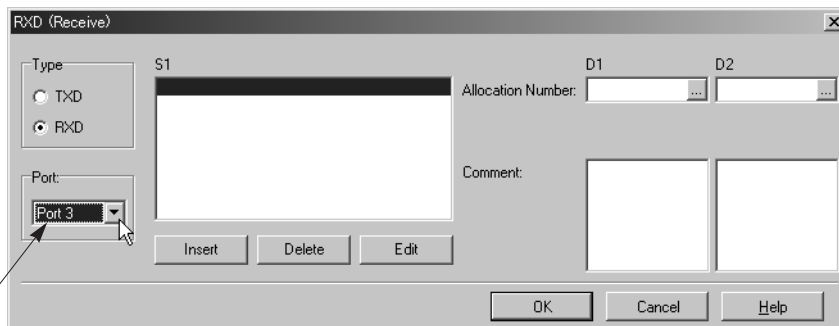 RXD (Receive)
Type
TXD
RXD
Port:
Port 3
S1
Insert
Delete
Edit
D1
D2
Allocation Number:
...
...
Comment:
OK
Cancel
Help